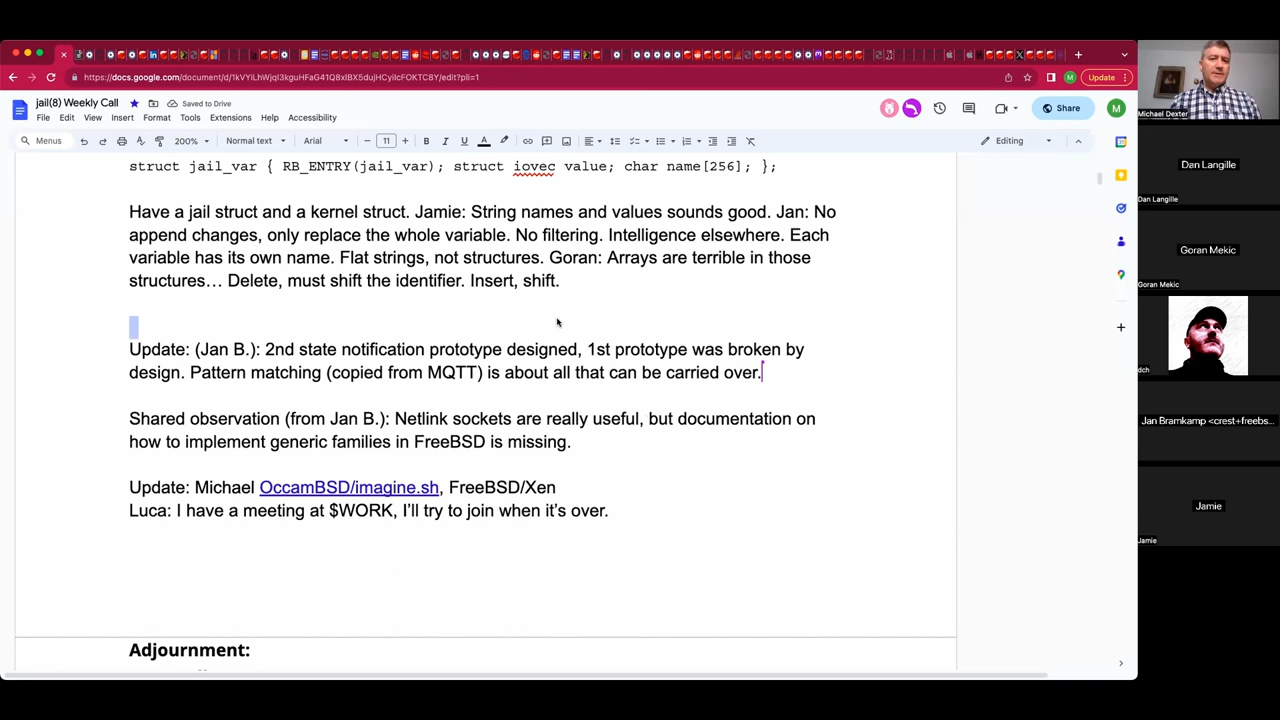 https://docs.google.com/document/d/1kVYiLhWjqI3kguHFaG41Q8xIBX5dujHCyiIcFOKTC8Y/edit?pli=1
M
Update
jail(8) Weekly Call
Saved to Drive
File Edit View Insert Format Tools Extensions Help Accessibility
Share
M
Menus
200%
Normal text
Arial
11
B I U A
Editing
struct jail_var { RB_ENTRY(jail_var); struct iovec value; char name[256]; };
Have a jail struct and a kernel struct. Jamie: String names and values sounds good. Jan: No
append changes, only replace the whole variable. No filtering. Intelligence elsewhere. Each
variable has its own name. Flat strings, not structures. Goran: Arrays are terrible in those
structures… Delete, must shift the identifier. Insert, shift.
Update: (Jan B.): 2nd state notification prototype designed, 1st prototype was broken by
design. Pattern matching (copied from MQTT) is about all that can be carried over.
Shared observation (from Jan B.): Netlink sockets are really useful, but documentation on
how to implement generic families in FreeBSD is missing.
Update: Michael OccamBSD/imagine.sh, FreeBSD/Xen
Luca: I have a meeting at $WORK, I’ll try to join when it’s over.
Adjournment:
Michael Dexter
Dan Langille
Dan Langille
Goran Mekic
Goran Mekic
dch
Jan Bramkamp <crest+freebs...
Jamie
Jamie